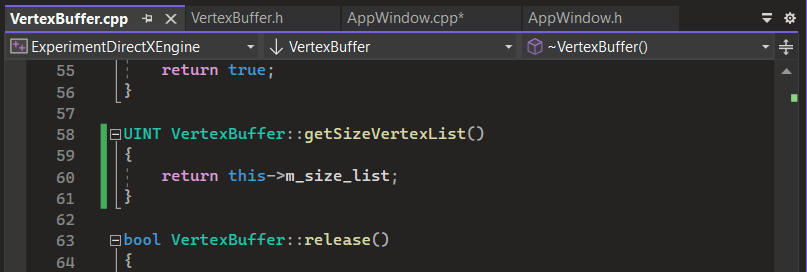 VertexBuffer.cpp VertexBuffer.h AppWindow.cpp* AppWindow.h
ExperimentDirectXEngine VertexBuffer ~VertexBuffer()
55 return true;
56 }
57
58 UINT VertexBuffer::getSizeVertexList()
59 {
60 return this->m_size_list;
61 }
62
63 bool VertexBuffer::release()
64 {